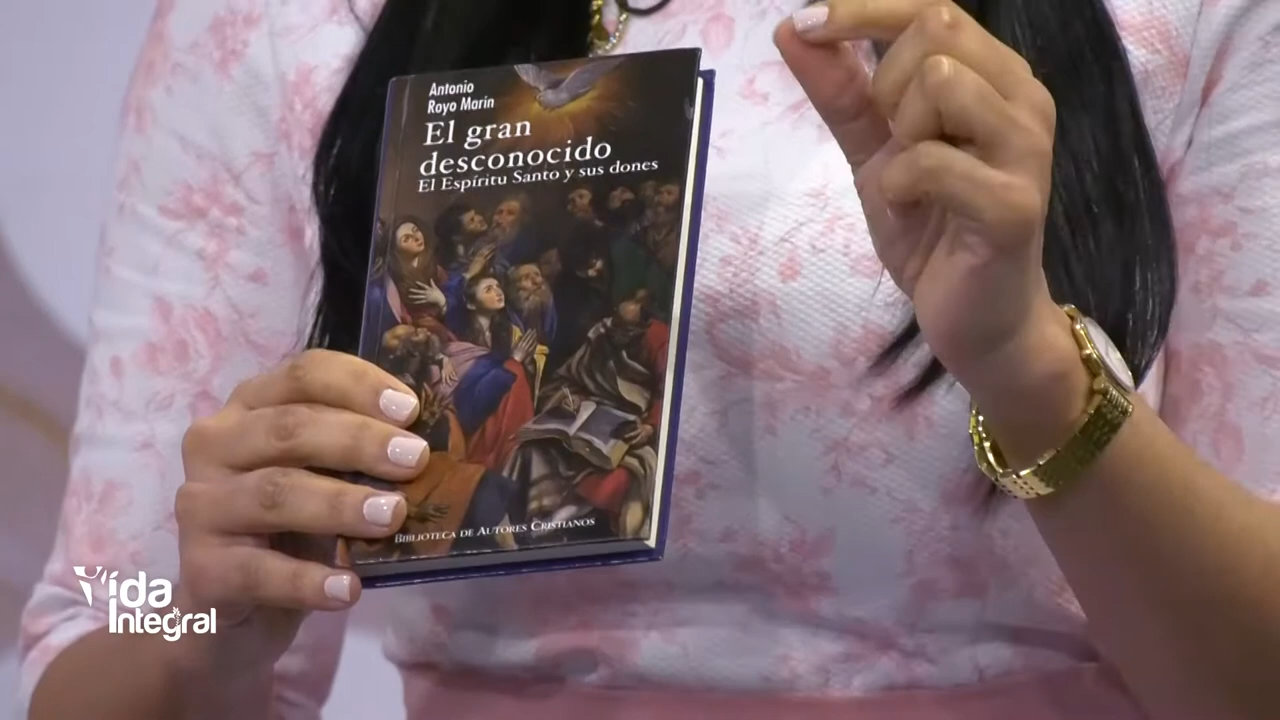 Antonio
Royo Marín
El gran
desconocido
El Espíritu Santo y sus dones
BIBLIOTECA DE AUTORES CRISTIANOS
Vida
Integral